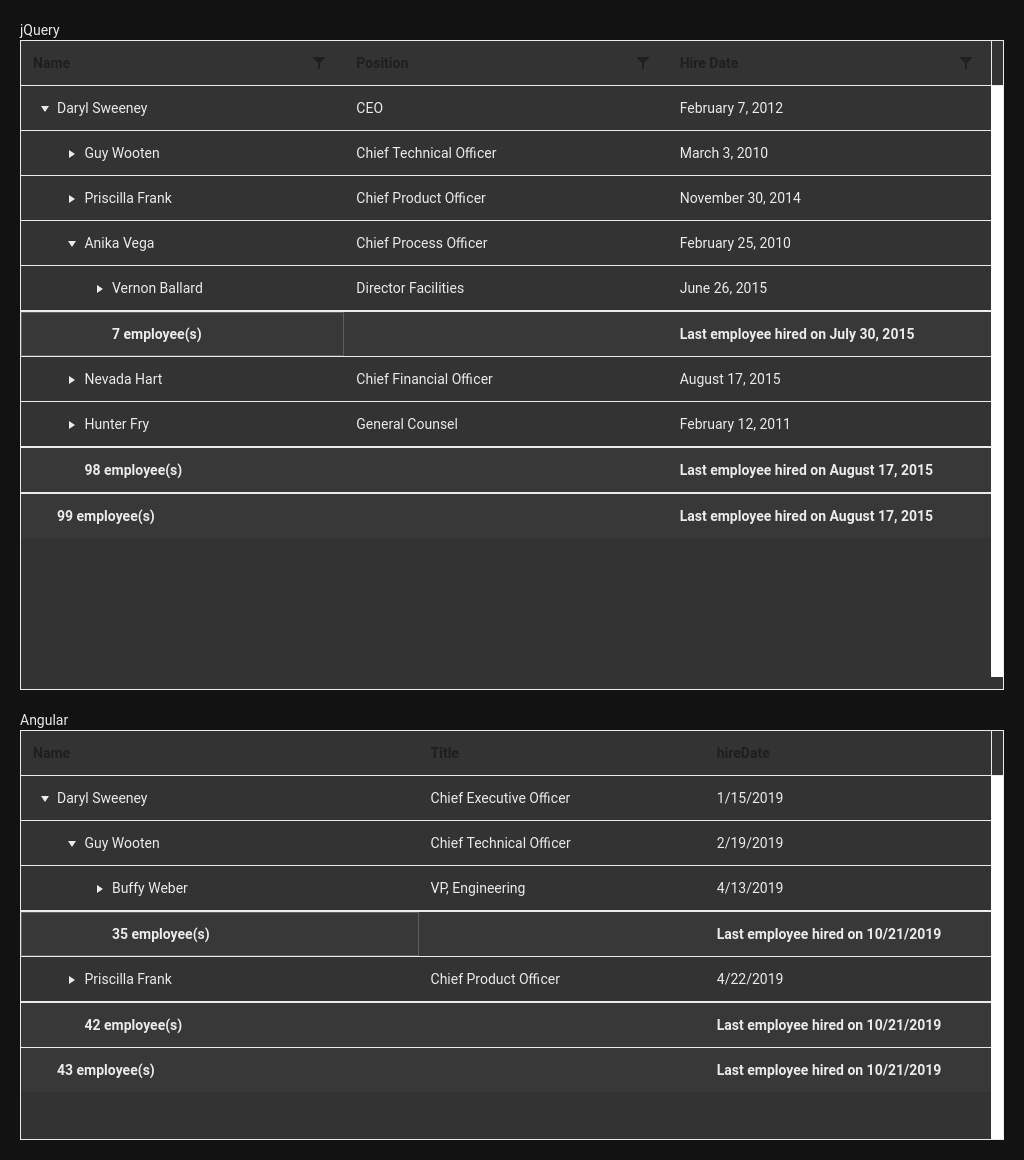 jQuery
Name Position Hire Date
Daryl Sweeney CEO February 7, 2012
Guy Wooten Chief Technical Officer March 3, 2010
Priscilla Frank Chief Product Officer November 30, 2014
Anika Vega Chief Process Officer February 25, 2010
Vernon Ballard Director Facilities June 26, 2015
7 employee(s) Last employee hired on July 30, 2015
Nevada Hart Chief Financial Officer August 17, 2015
Hunter Fry General Counsel February 12, 2011
98 employee(s) Last employee hired on August 17, 2015
99 employee(s) Last employee hired on August 17, 2015
Angular
Name Title hireDate
Daryl Sweeney Chief Executive Officer 1/15/2019
Guy Wooten Chief Technical Officer 2/19/2019
Buffy Weber VP, Engineering 4/13/2019
35 employee(s) Last employee hired on 10/21/2019
Priscilla Frank Chief Product Officer 4/22/2019
42 employee(s) Last employee hired on 10/21/2019
43 employee(s) Last employee hired on 10/21/2019